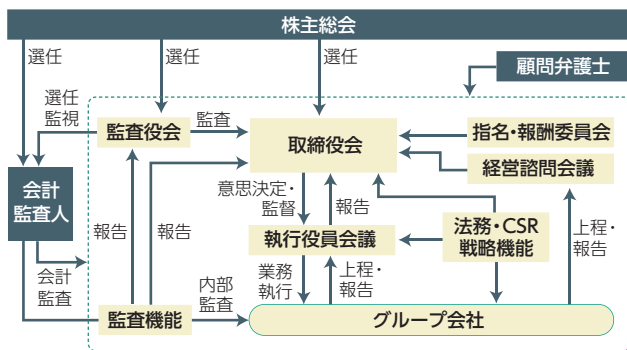 株主総会
選任
選任
選任
顧問弁護士
選任
監視
監査役会
監査
取締役会
指名・報酬委員会
経営諮問会議
会計
監査人
意思決定・
監督
報告
報告
報告
執行役員会議
法務・CSR
戦略機能
上程・
報告
会計
監査
内部
監査
業務
執行
上程・
報告
監査機能
グループ会社